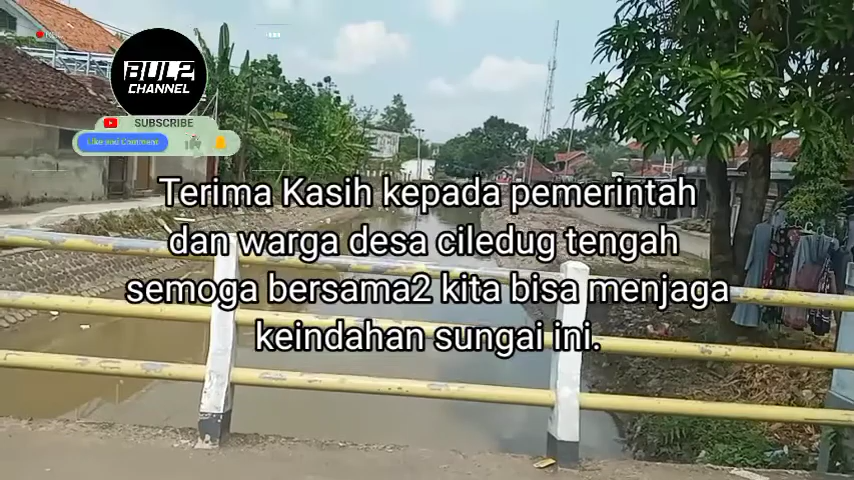 BUL2
CHANNEL
SUBSCRIBE
Like and Comment
Terima Kasih kepada pemerintah
dan warga desa ciledug tengah
semoga bersama2 kita bisa menjaga
keindahan sungai ini.